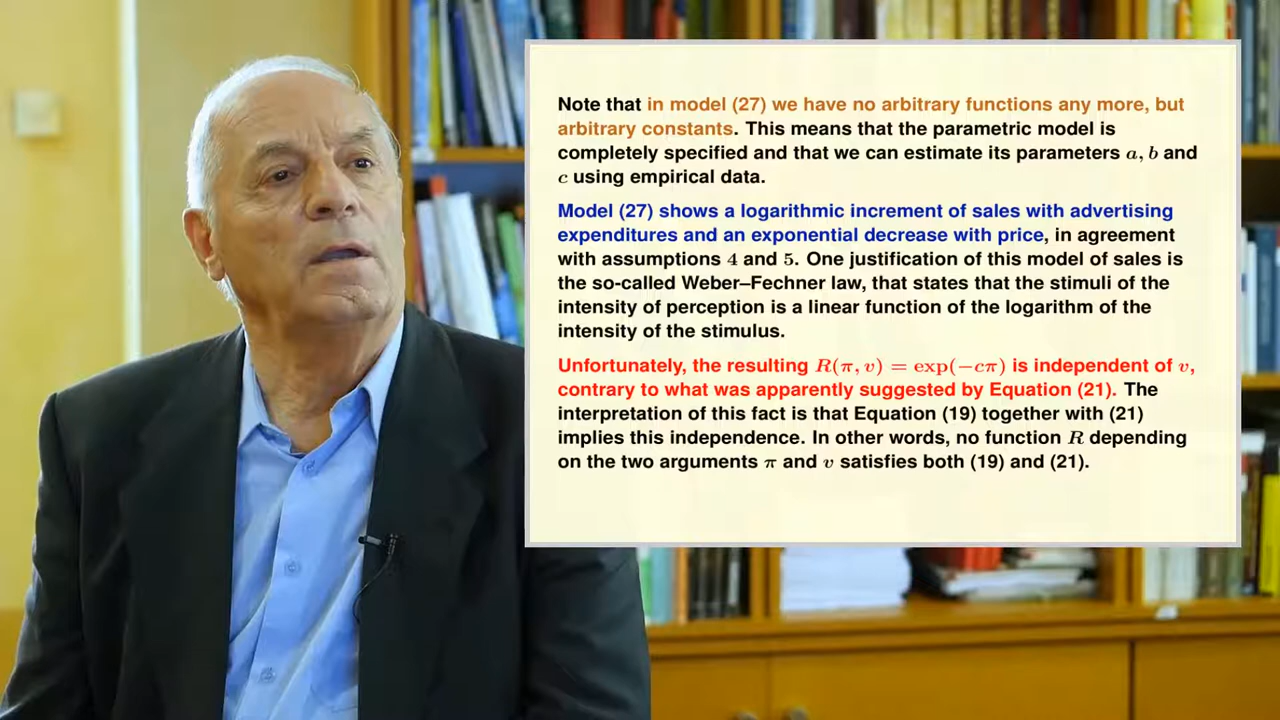 Note that in model (27) we have no arbitrary functions any more, but
arbitrary constants. This means that the parametric model is
completely specified and that we can estimate its parameters a, b and
c using empirical data.
Model (27) shows a logarithmic increment of sales with advertising
expenditures and an exponential decrease with price, in agreement
with assumptions 4 and 5. One justification of this model of sales is
the so-called Weber–Fechner law, that states that the stimuli of the
intensity of perception is a linear function of the logarithm of the
intensity of the stimulus.
Unfortunately, the resulting R(π, v) = exp(−cπ) is independent of v,
contrary to what was apparently suggested by Equation (21). The
interpretation of this fact is that Equation (19) together with (21)
implies this independence. In other words, no function R depending
on the two arguments π and v satisfies both (19) and (21).